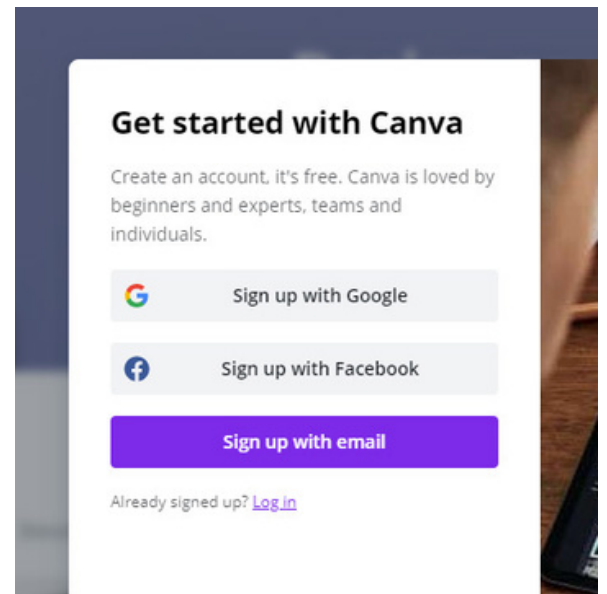 Get started with Canva
Create an account, it's free. Canva is loved by
beginners and experts, teams and
individuals.
Sign up with Google
Sign up with Facebook
Sign up with email
Already signed up? Log in